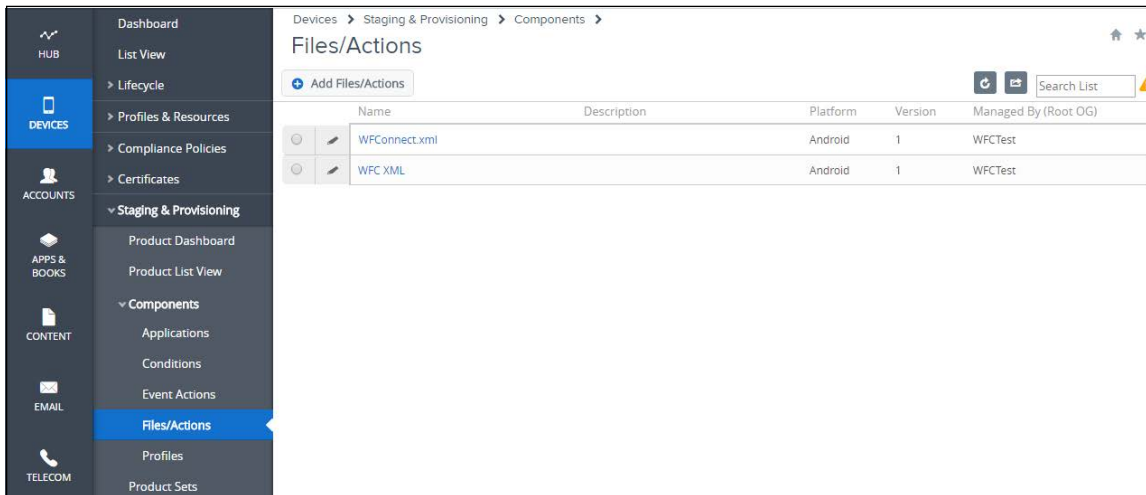 HUB
DEVICES
ACCOUNTS
APPS &
BOOKS
CONTENT
EMAIL
TELECOM
Dashboard
List View
> Lifecycle
> Profiles & Resources
> Compliance Policies
> Certificates
Staging & Provisioning
Product Dashboard
Product List View
Components
Applications
Conditions
Event Actions
Files/Actions
Profiles
Product Sets
Devices > Staging & Provisioning > Components >
Files/Actions
Add Files/Actions
Search List
Name Description Platform Version Managed By (Root OG)
WFConnect.xml Android 1 WFCTest
WFC XML Android 1 WFCTest